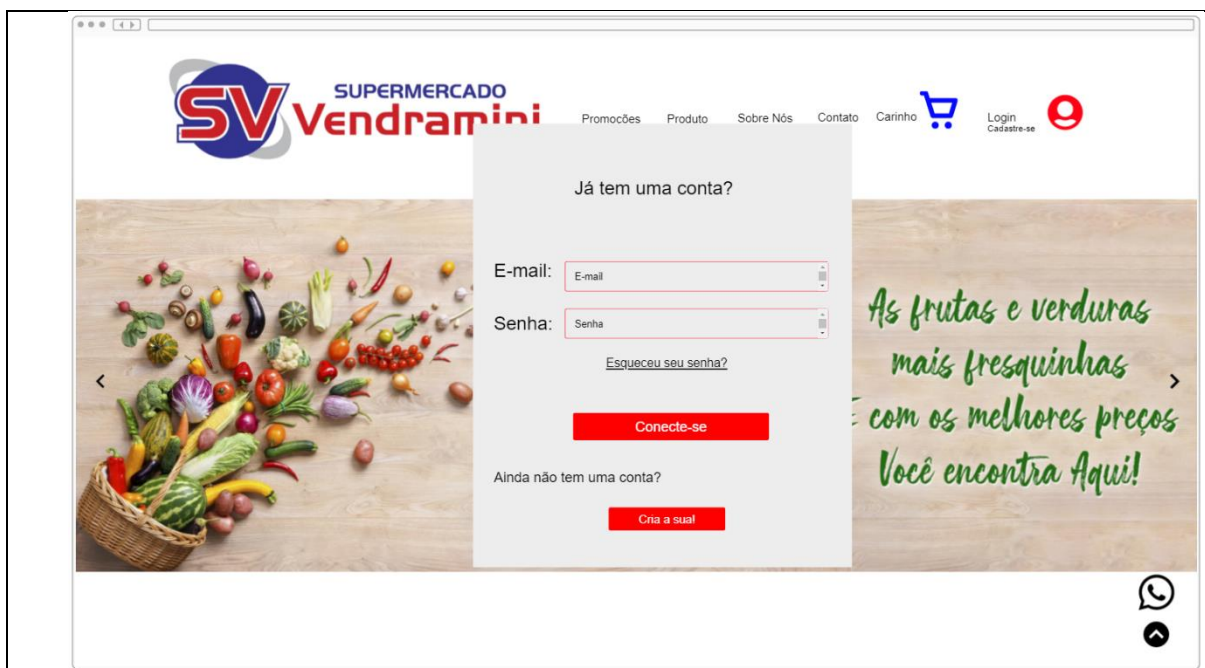 SV
SUPERMERCADO
Vendramini
Promoções Produto Sobre Nós Contato Carinho Login
Cadastre-se
Já tem uma conta?
E-mail: E-mail
Senha: Senha
Esqueceu seu senha?
Conecte-se
Ainda não tem uma conta?
Cria a sua!
As frutas e verduras
mais fresquinhas
E com os melhores preços
Você encontra Aqui!